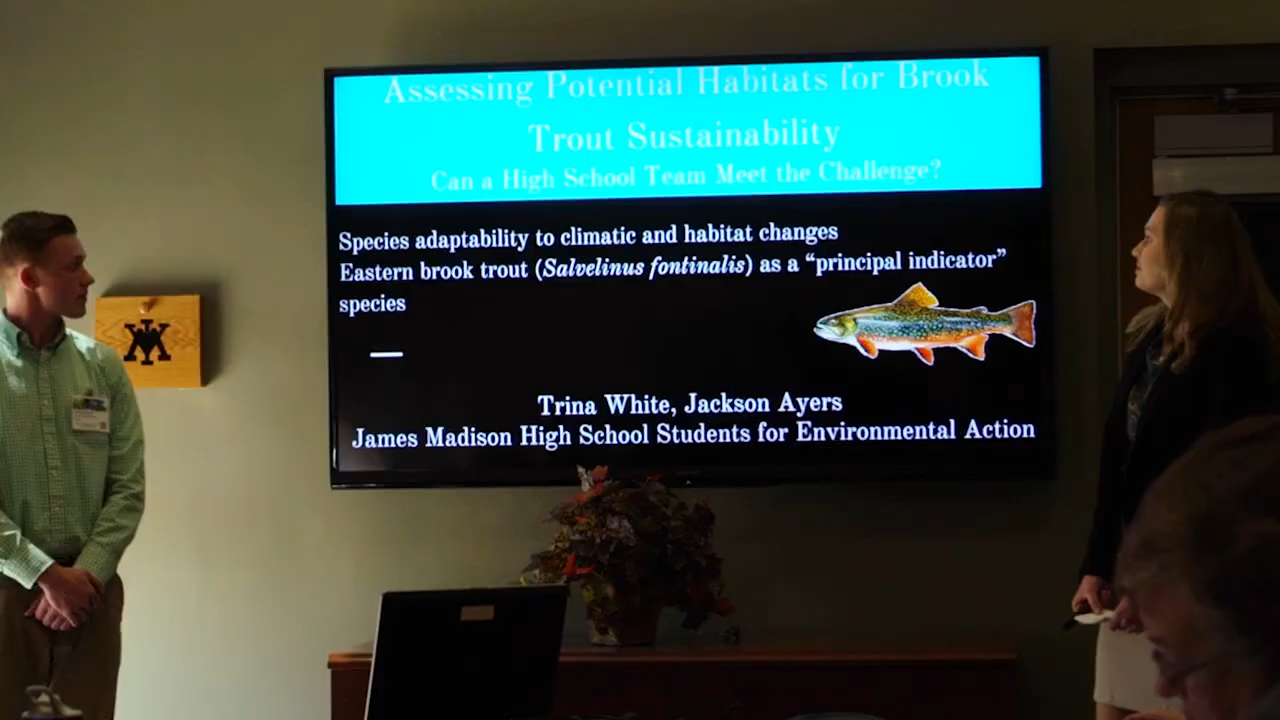 Assessing Potential Habitats for Brook
Trout Sustainability
Can a High School Team Meet the Challenge?
Species adaptability to climatic and habitat changes
Eastern brook trout (Salvelinus fontinalis) as a “principal indicator”
species
Trina White, Jackson Ayers
James Madison High School Students for Environmental Action
VMI